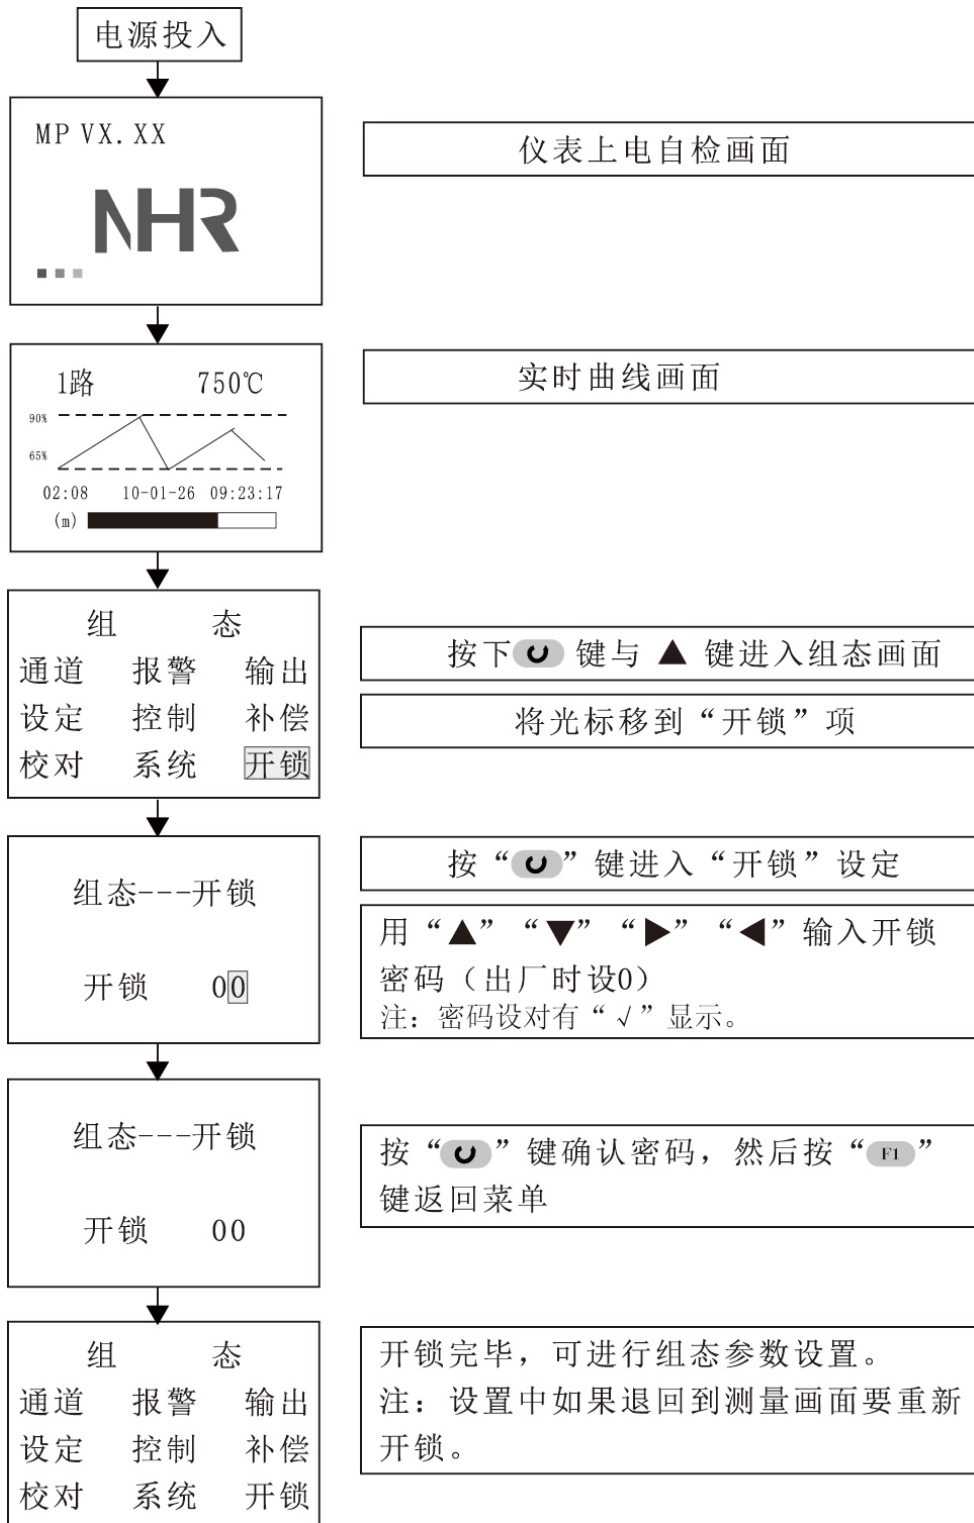 电源投入
MP VX.XX
仪表上电自检画面
NHR
1路 750℃
实时曲线画面
90%
65%
02:08 10-01-26 09:23:17
(m)
组 态
通道 报警 输出
设定 控制 补偿
校对 系统 开锁
按下 键与 ▲ 键进入组态画面
将光标移到“开锁”项
组态---开锁
开锁 00
按“ ”键进入“开锁”设定
用“▲”“▼”“▶”“◀”输入开锁
密码（出厂时设0）
注：密码设对有“√”显示。
组态---开锁
开锁 00
按“ ”键确认密码，然后按“F1”
键返回菜单
组 态
通道 报警 输出
设定 控制 补偿
校对 系统 开锁
开锁完毕，可进行组态参数设置。
注：设置中如果退回到测量画面要重新
开锁。